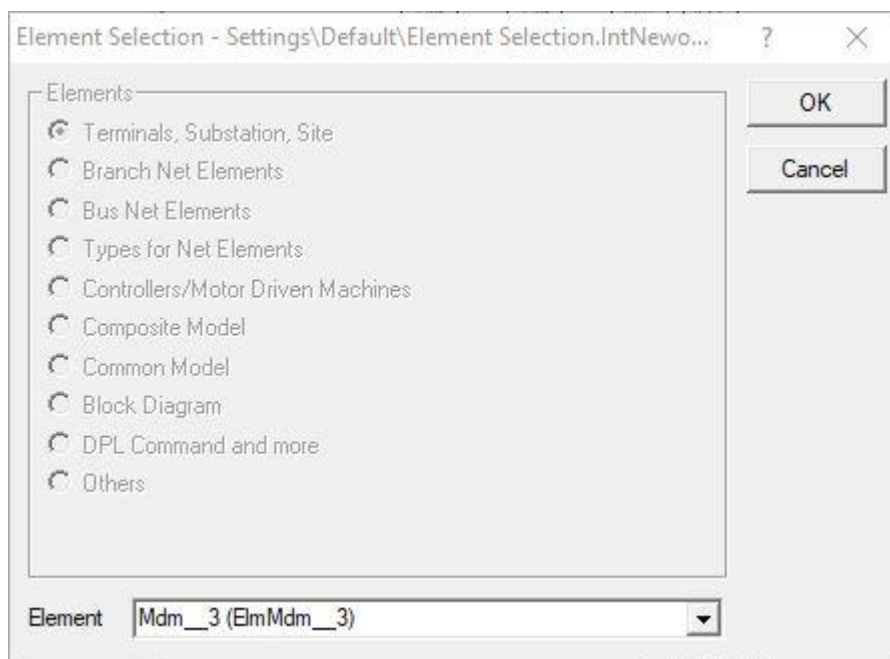 Element Selection - Settings\Default\Element Selection.IntNewo... ?
Elements
OK
Terminals, Substation, Site
Branch Net Elements
Cancel
Bus Net Elements
Types for Net Elements
Controllers/Motor Driven Machines
Composite Model
Common Model
Block Diagram
DPL Command and more
Others
Element Mdm__3 (ElmMdm__3)